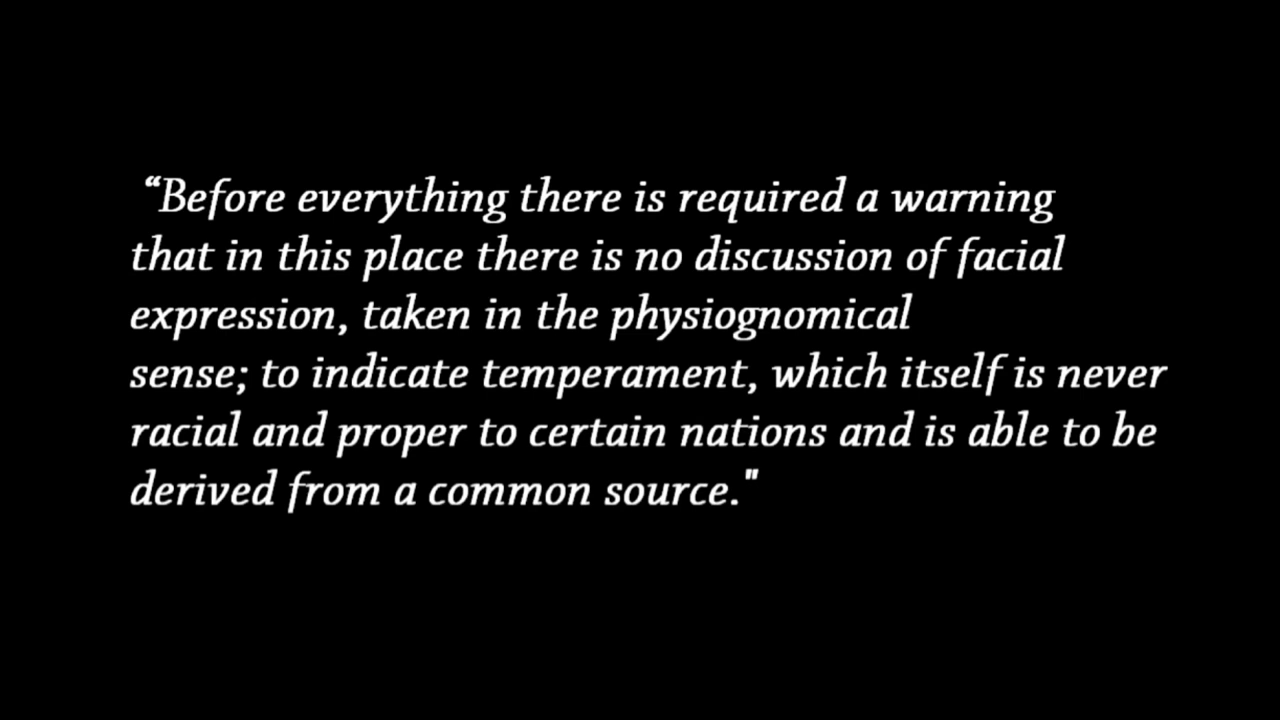 “Before everything there is required a warning
that in this place there is no discussion of facial
expression, taken in the physiognomical
sense; to indicate temperament, which itself is never
racial and proper to certain nations and is able to be
derived from a common source."